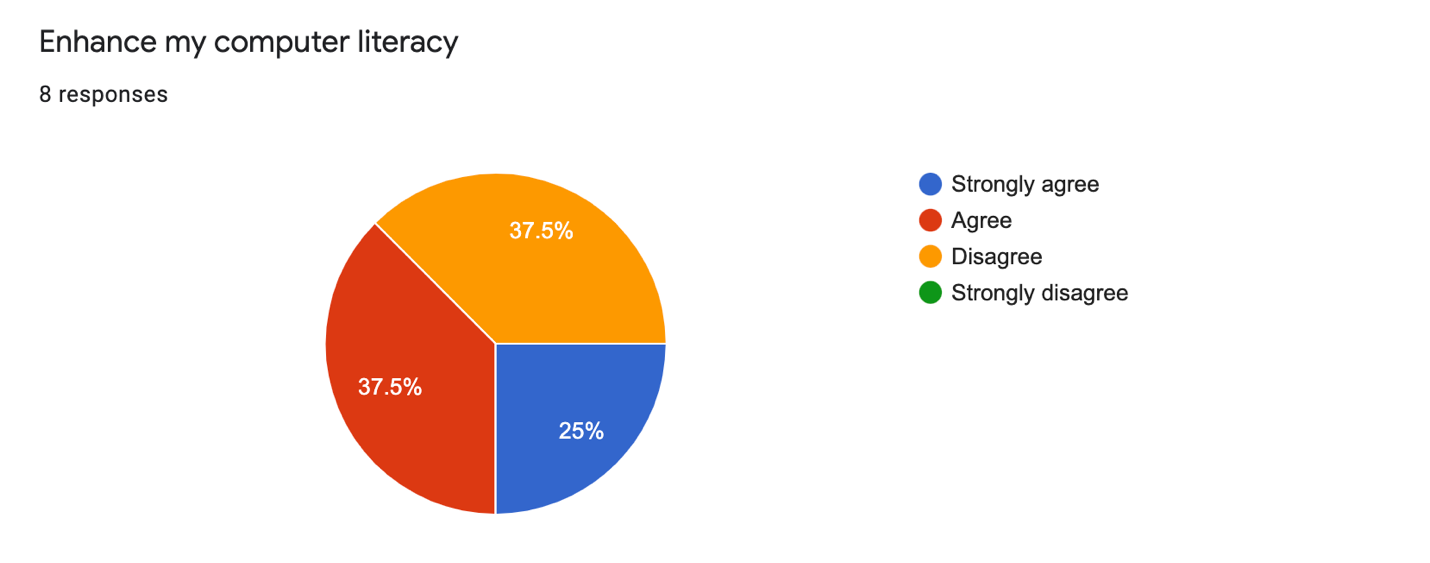 Enhance my computer literacy
8 responses
37.5%
37.5%
25%
Strongly agree
Agree
Disagree
Strongly disagree